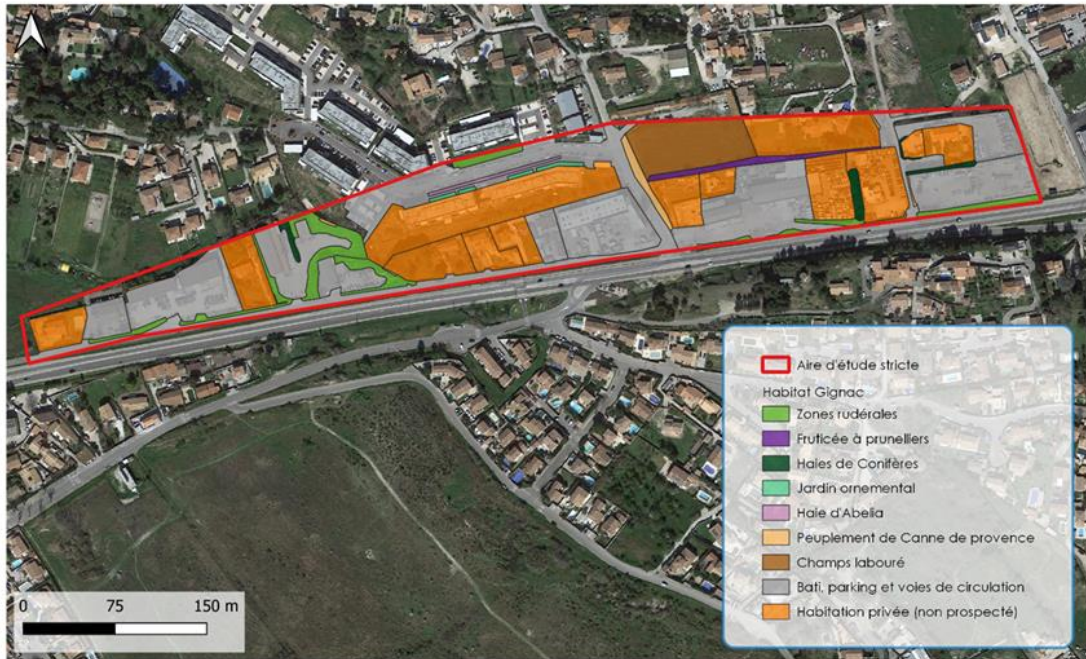 Aire d'étude stricte
Habitat Gignac
Zones rudérales
Fruticée à prunelliers
Haies de Conifères
Jardin ornemental
Haie d'Abelia
Peuplement de Canne de provence
Champs labouré
Bati, parking et voies de circulation
Habitation privée (non prospecté)
0 75 150 m